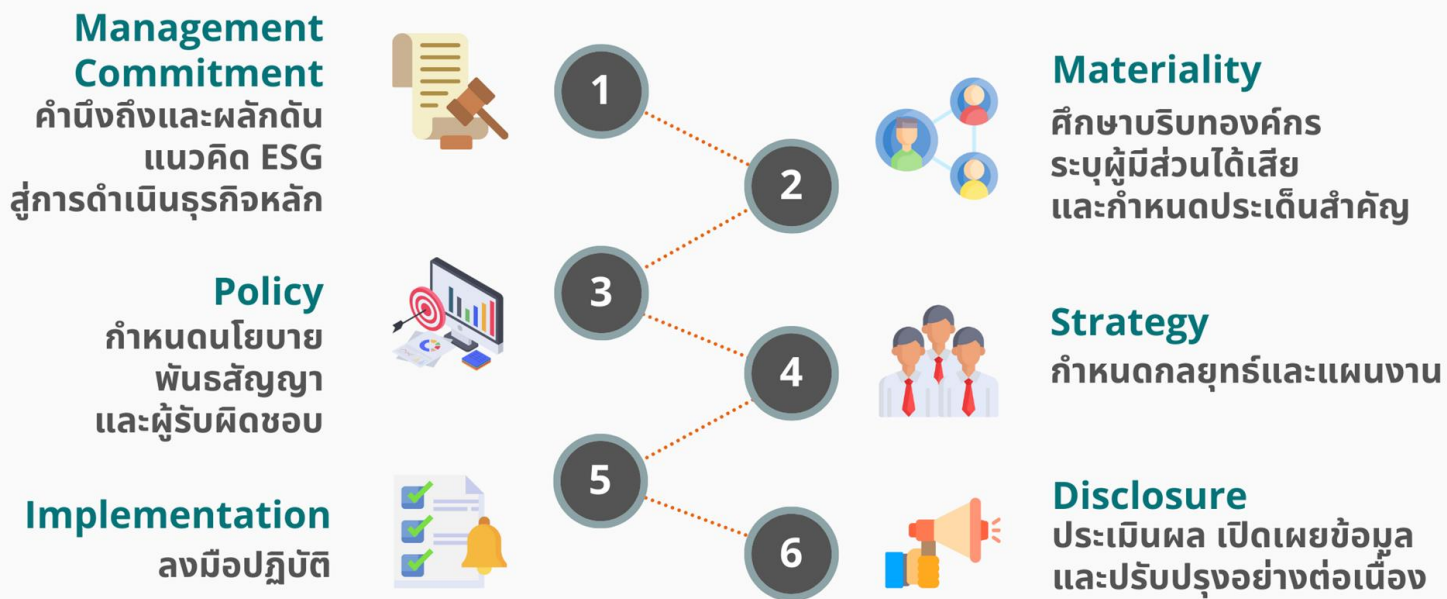 Management
Commitment
คำนึงถึงและผลักดัน
แนวคิด ESG
สู่การดำเนินธุรกิจหลัก
1
2
Materiality
ศึกษาบริบทองค์กร
ระบุผู้มีส่วนได้เสีย
และกำหนดประเด็นสำคัญ
Policy
กำหนดนโยบาย
พันธสัญญา
และผู้รับผิดชอบ
3
4
Strategy
กำหนดกลยุทธ์และแผนงาน
Implementation
ลงมือปฏิบัติ
5
6
Disclosure
ประเมินผล เปิดเผยข้อมูล
และปรับปรุงอย่างต่อเนื่อง